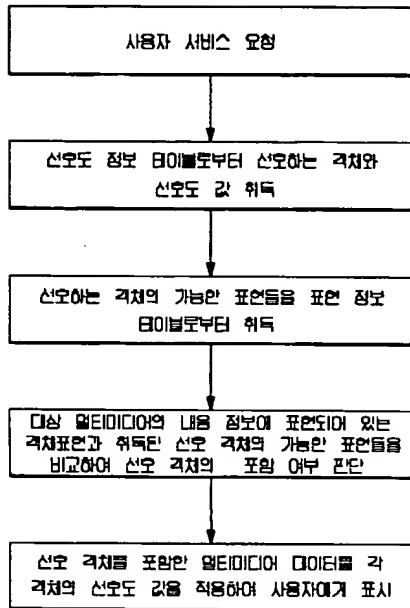 사용자 서비스 요청
선호도 정보 테이블로부터 선호하는 객체와
선호도 값 취득
선호하는 객체의 가능한 표현들을 표현 정보
테이블로부터 취득
대상 멀티미디어의 내용 정보에 표현되어 있는
객체표현과 취득된 선호 객체의 가능한 표현들을
비교하여 선호 객체의 포함 여부 판단
선호 객체를 포함한 멀티미디어 데이터를 각
객체의 선호도 값을 적용하여 사용자에게 표시